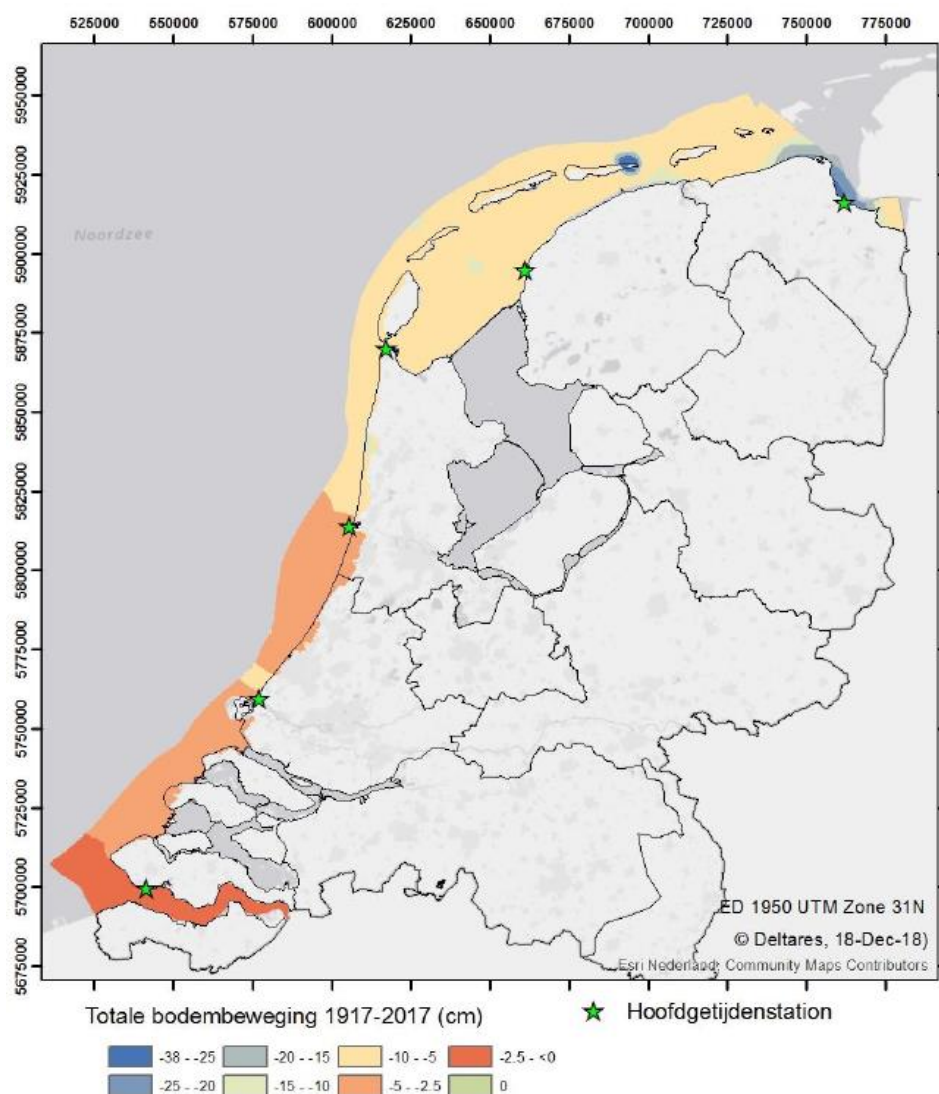 525000 550000 575000 600000 625000 650000 675000 700000 725000 750000 775000
5950000
5925000
5900000
5875000
5850000
5825000
5800000
5775000
5750000
5725000
5700000
5675000
Noordzee
ED 1950 UTM Zone 31N
© Deltares, 18-Dec-18)
Esri Nederland, Community Maps Contributors
Totale bodembeweging 1917-2017 (cm)
Hoofdgetijdenstation
-38 - -25
-20 - -15
-10 - -5
-2.5 - <0
-25 - -20
-15 - -10
-5 - -2.5
0